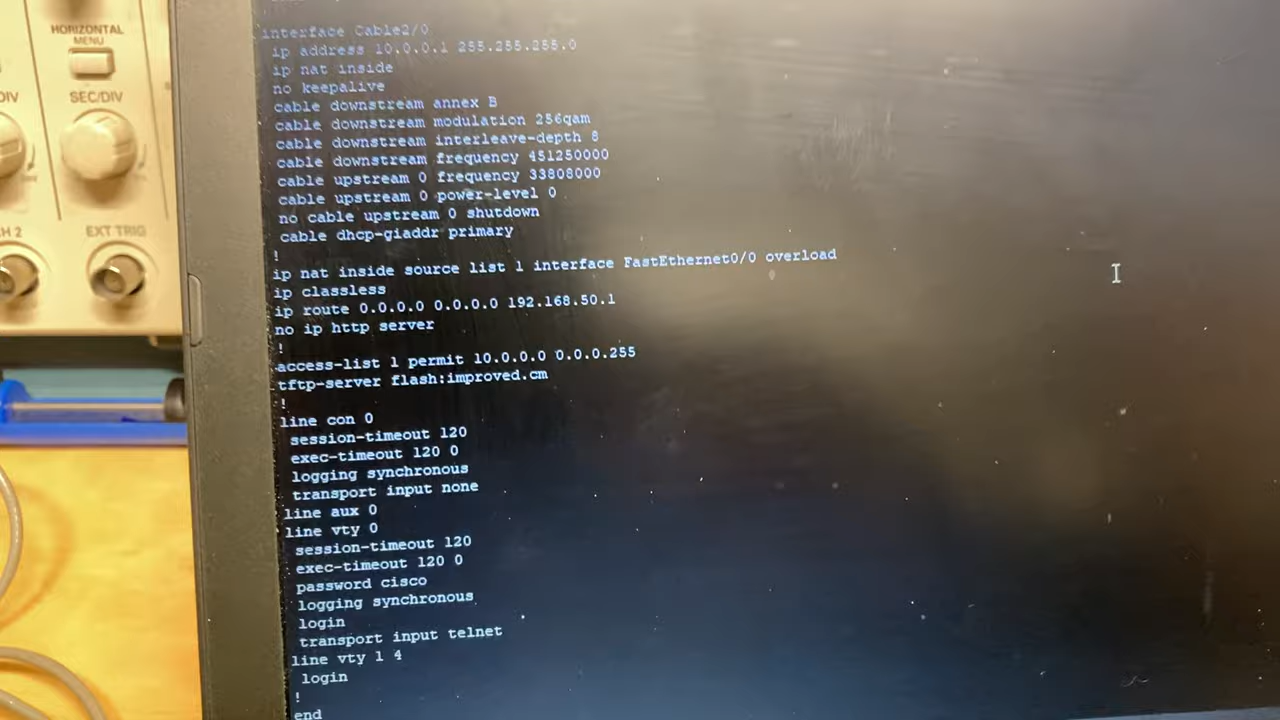 HORIZONTAL
MENU
DIV
SEC/DIV
H 2
EXT TRIG
interface Cable2/0
ip address 10.0.0.1 255.255.255.0
ip nat inside
no keepalive
cable downstream annex B
cable downstream modulation 256qam
cable downstream interleave-depth 8
cable downstream frequency 451250000
cable upstream 0 frequency 33808000
cable upstream 0 power-level 0
no cable upstream 0 shutdown
cable dhcp-giaddr primary
!
ip nat inside source list 1 interface FastEthernet0/0 overload
ip classless
ip route 0.0.0.0 0.0.0.0 192.168.50.1
no ip http server
!
access-list 1 permit 10.0.0.0 0.0.0.255
tftp-server flash:improved.cm
!
line con 0
session-timeout 120
exec-timeout 120 0
logging synchronous
transport input none
line aux 0
line vty 0
session-timeout 120
exec-timeout 120 0
password cisco
logging synchronous
login
transport input telnet
line vty 1 4
login
!
end